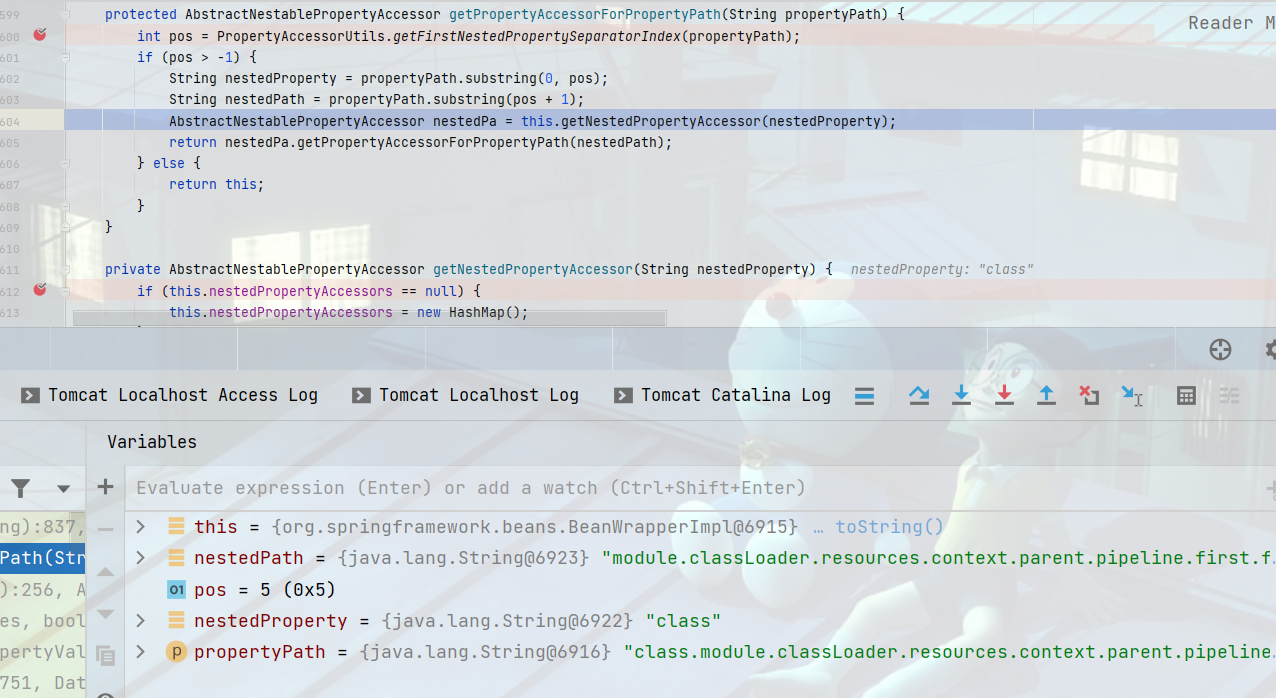 599 protected AbstractNestablePropertyAccessor getPropertyAccessorForPropertyPath(String propertyPath) {
Reader M
600 int pos = PropertyAccessorUtils.getFirstNestedPropertySeparatorIndex(propertyPath);
601 if (pos > -1) {
602 String nestedProperty = propertyPath.substring(0, pos);
603 String nestedPath = propertyPath.substring(pos + 1);
604 AbstractNestablePropertyAccessor nestedPa = this.getNestedPropertyAccessor(nestedProperty);
605 return nestedPa.getPropertyAccessorForPropertyPath(nestedPath);
606 } else {
607 return this;
608 }
609 }
610
611 private AbstractNestablePropertyAccessor getNestedPropertyAccessor(String nestedProperty) { nestedProperty: "class"
612 if (this.nestedPropertyAccessors == null) {
613 this.nestedPropertyAccessors = new HashMap();
Tomcat Localhost Access Log Tomcat Localhost Log Tomcat Catalina Log
Variables
Evaluate expression (Enter) or add a watch (Ctrl+Shift+Enter)
ng):837, this = {org.springframework.beans.BeanWrapperImpl@6915} … toString()
Path(Str nestedPath = {java.lang.String@6923} "module.classLoader.resources.context.parent.pipeline.first.f
):256, A 01 pos = 5 (0x5)
es, bool nestedProperty = {java.lang.String@6922} "class"
pertyVal p propertyPath = {java.lang.String@6916} "class.module.classLoader.resources.context.parent.pipeline
751, Dat